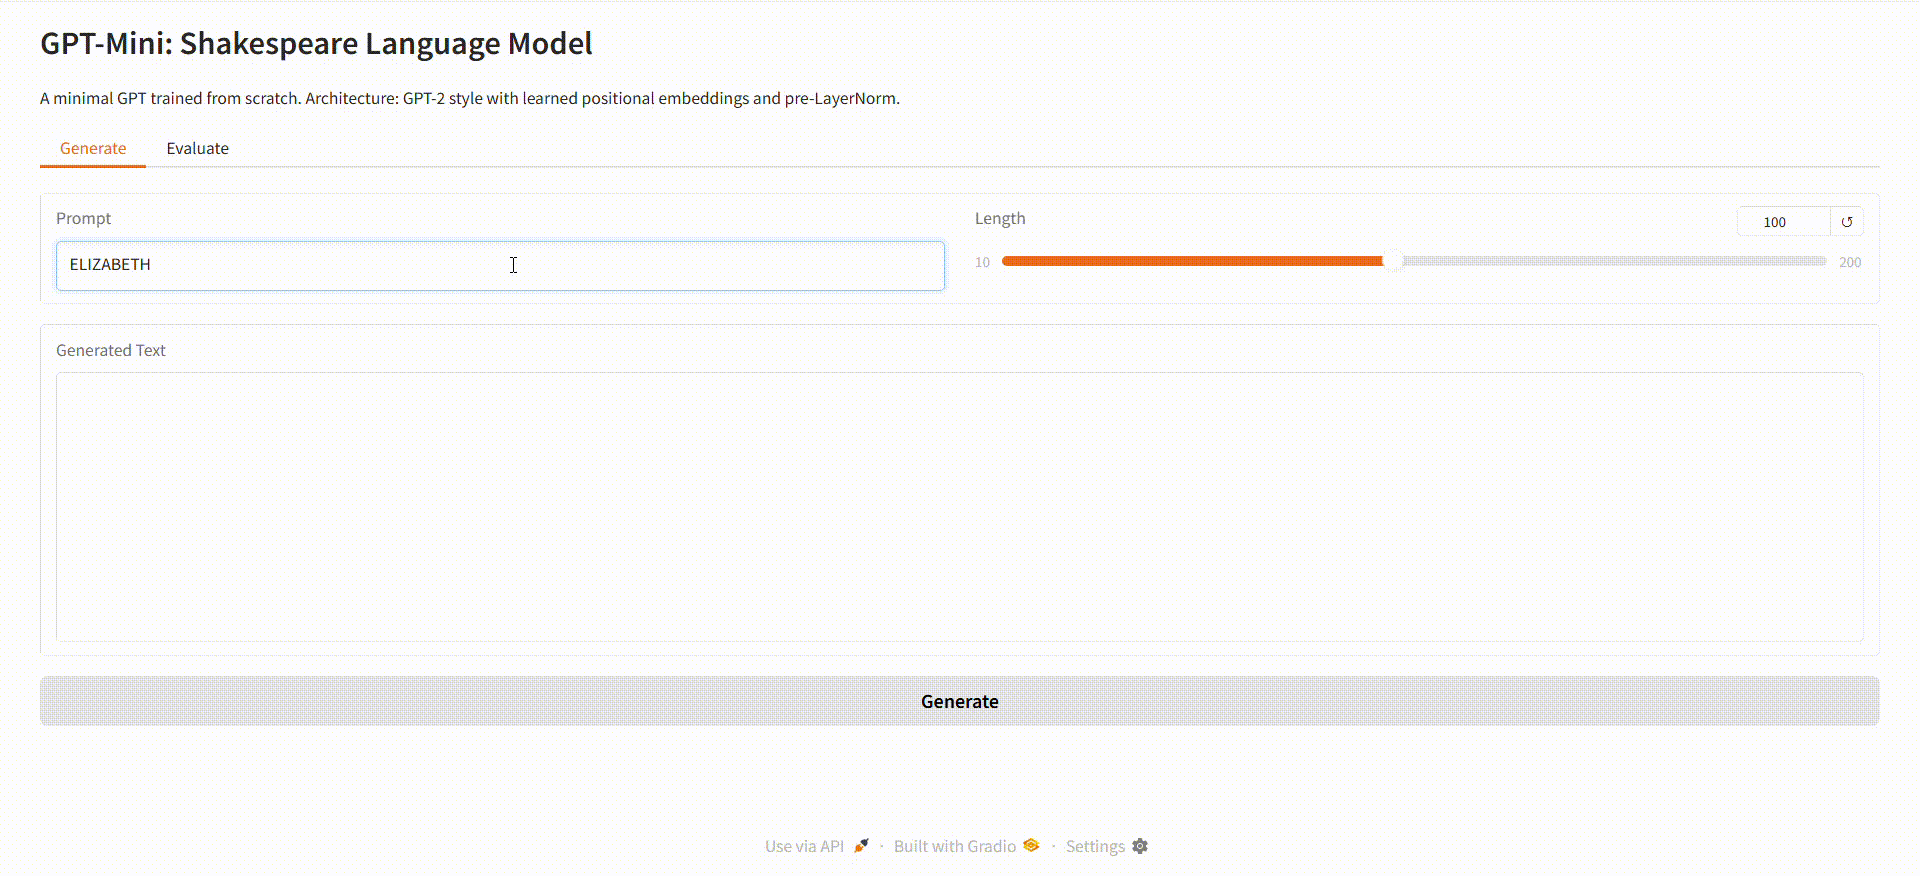 GPT-Mini: Shakespeare Language Model
A minimal GPT trained from scratch. Architecture: GPT-2 style with learned positional embeddings and pre-LayerNorm.
Generate Evaluate
Prompt
ELIZABETH
Length
100 ↺
10 200
Generated Text
Generate
Use via API · Built with Gradio · Settings